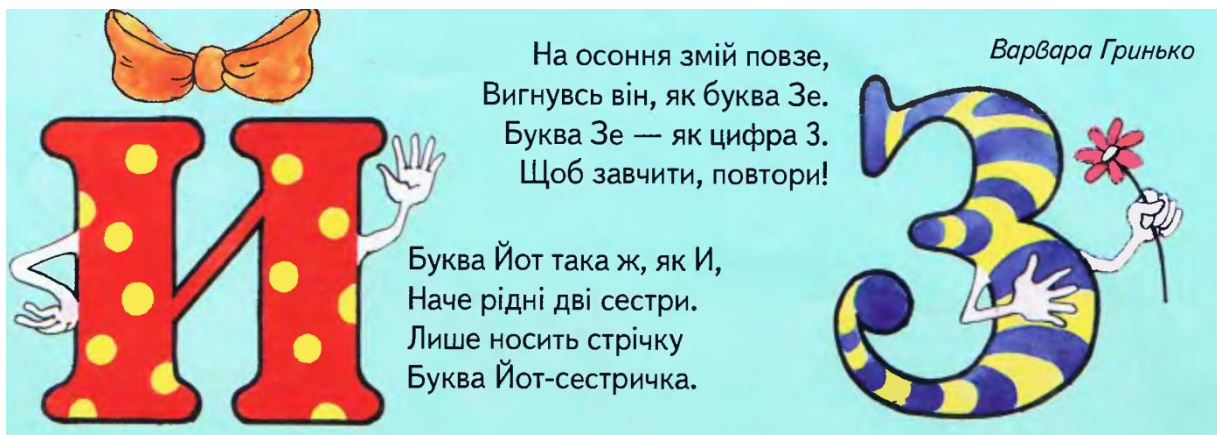 Варвара Гринько
На осоння змій повзе,
Вигнувсь він, як буква Зе.
Буква Зе — як цифра 3.
Щоб завчити, повтори!
Буква Йот така ж, як И,
Наче рідні дві сестри.
Лише носить стрічку
Буква Йот-сестричка.
Й
З